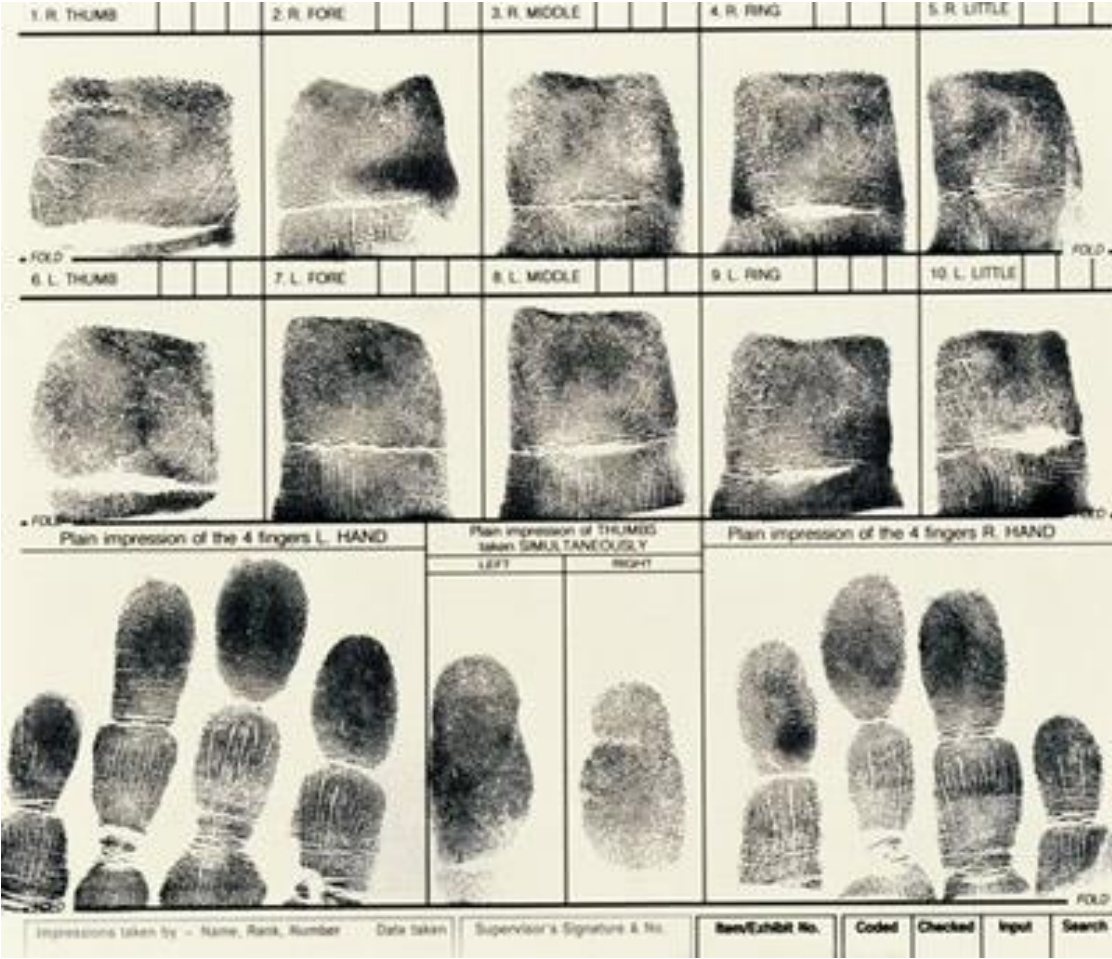 1. R. THUMB 2. R. FORE 3. R. MIDDLE 4. R. RING 5. R. LITTLE
FOLD FOLD
6. L. THUMB 7. L. FORE 8. L. MIDDLE 9. L. RING 10. L. LITTLE
FOLD FOLD
Plain impression of the 4 fingers L. HAND
Plain impression of THUMBS
taken SIMULTANEOUSLY
LEFT RIGHT
Plain impression of the 4 fingers R. HAND
FOLD FOLD
Impressions taken by - Name, Rank, Number Date taken Supervisor's Signature & No. Item/Exhibit No. Coded Checked Input Search